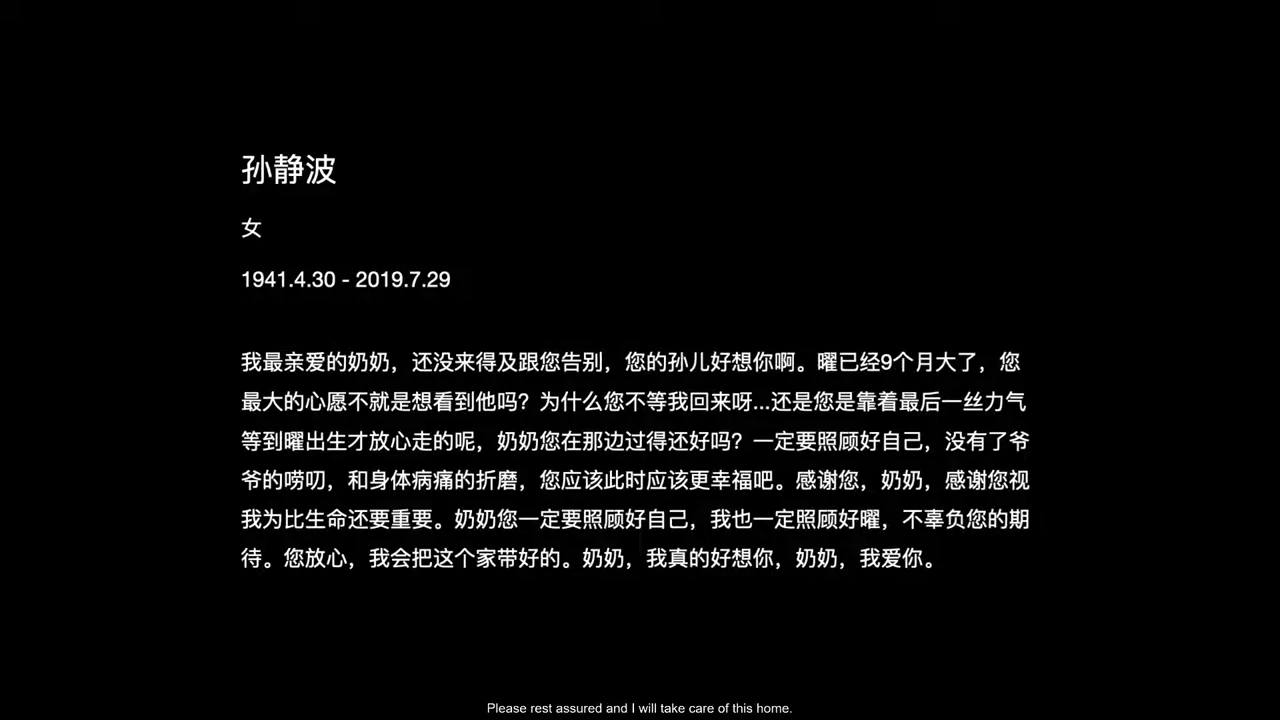 孙静波
女
1941.4.30 - 2019.7.29
我最亲爱的奶奶，还没来得及跟您告别，您的孙儿好想你啊。曜已经9个月大了，您
最大的心愿不就是想看到他吗？为什么您不等我回来呀...还是您是靠着最后一丝力气
等到曜出生才放心走的呢，奶奶您在那边过得还好吗？一定要照顾好自己，没有了爷
爷的唠叨，和身体病痛的折磨，您应该此时应该更幸福吧。感谢您，奶奶，感谢您视
我为比生命还要重要。奶奶您一定要照顾好自己，我也一定照顾好曜，不辜负您的期
待。您放心，我会把这个家带好的。奶奶，我真的好想你，奶奶，我爱你。
Please rest assured and I will take care of this home.